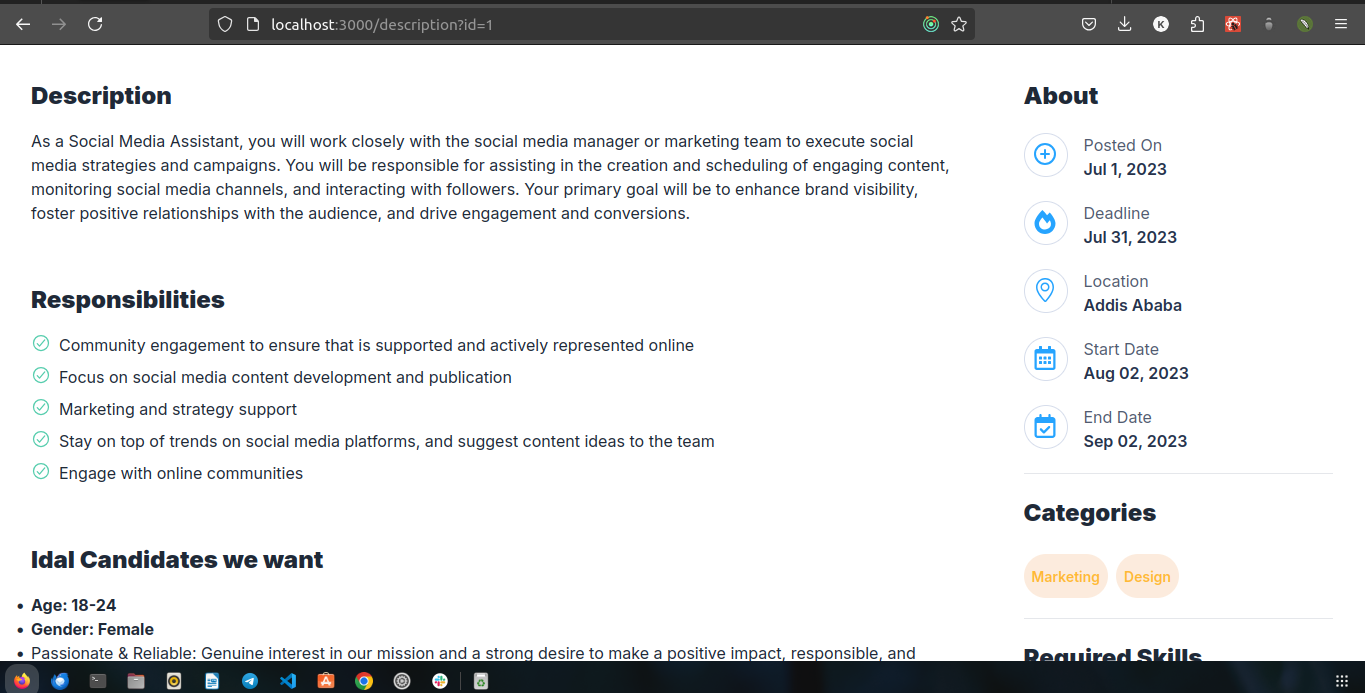 localhost:3000/description?id=1
K
Description
As a Social Media Assistant, you will work closely with the social media manager or marketing team to execute social
media strategies and campaigns. You will be responsible for assisting in the creation and scheduling of engaging content,
monitoring social media channels, and interacting with followers. Your primary goal will be to enhance brand visibility,
foster positive relationships with the audience, and drive engagement and conversions.
Responsibilities
Community engagement to ensure that is supported and actively represented online
Focus on social media content development and publication
Marketing and strategy support
Stay on top of trends on social media platforms, and suggest content ideas to the team
Engage with online communities
Idal Candidates we want
• Age: 18-24
• Gender: Female
• Passionate & Reliable: Genuine interest in our mission and a strong desire to make a positive impact, responsible, and
About
Posted On
Jul 1, 2023
Deadline
Jul 31, 2023
Location
Addis Ababa
Start Date
Aug 02, 2023
End Date
Sep 02, 2023
Categories
Marketing
Design
Required Skills